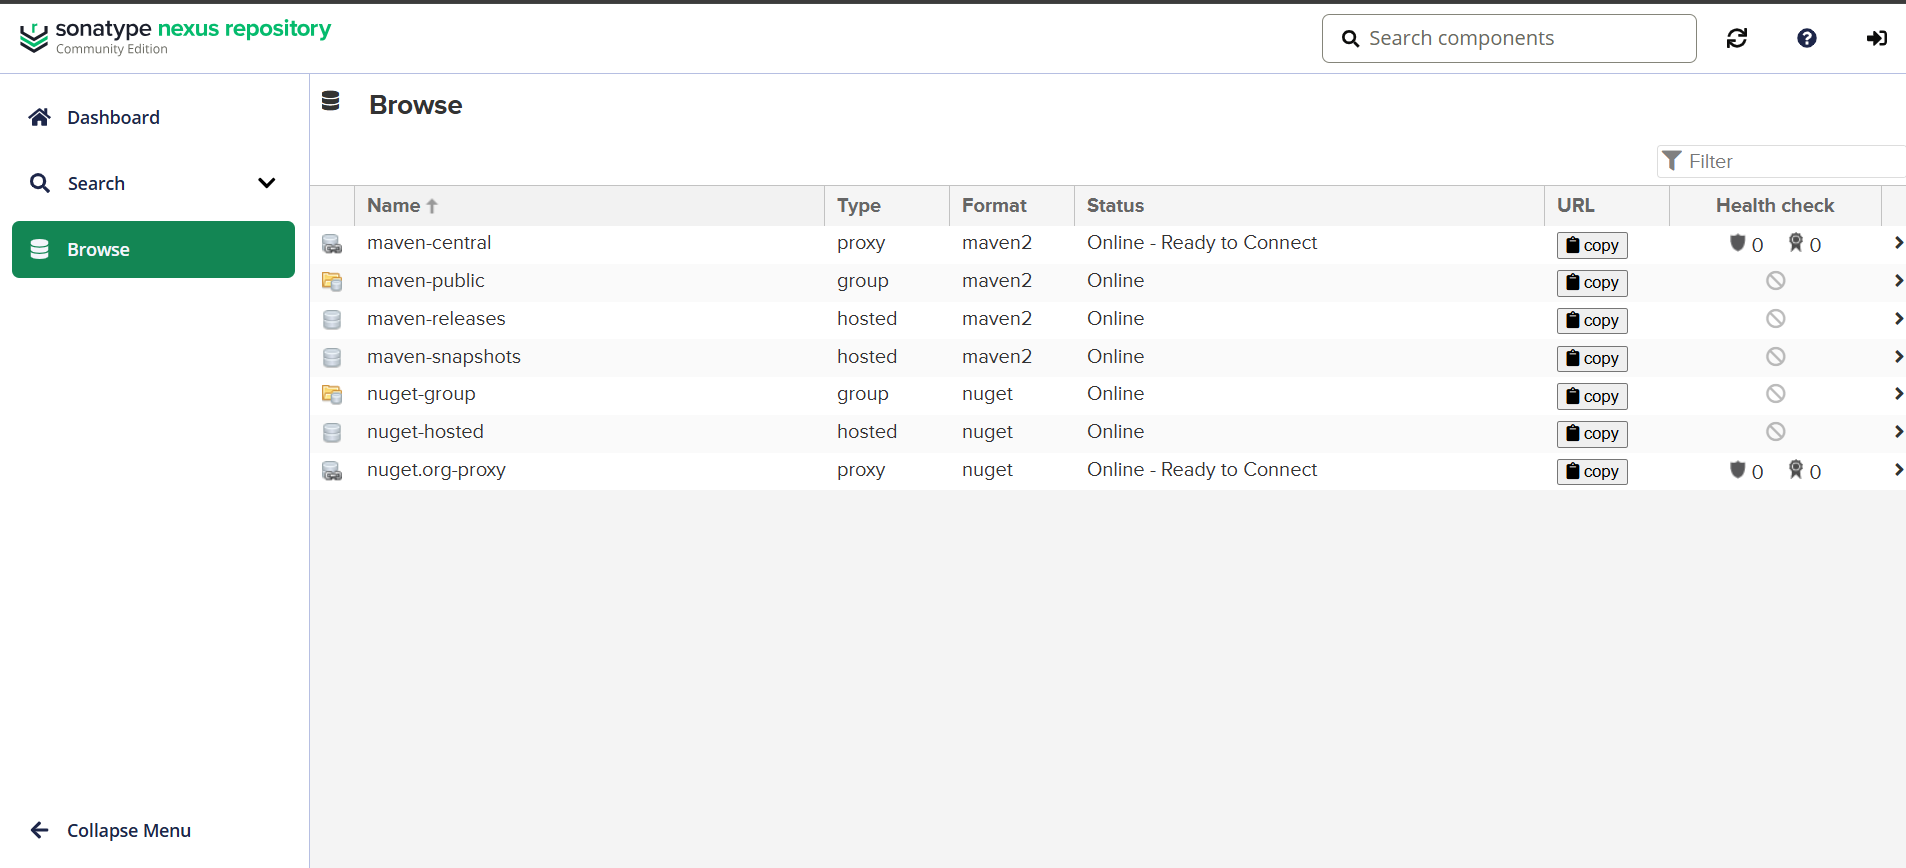 sonatype nexus repository
Community Edition
Search components
Dashboard
Search
Browse
Collapse Menu
Browse
Filter
Name Type Format Status URL Health check
maven-central proxy maven2 Online - Ready to Connect copy 0 0
maven-public group maven2 Online copy
maven-releases hosted maven2 Online copy
maven-snapshots hosted maven2 Online copy
nuget-group group nuget Online copy
nuget-hosted hosted nuget Online copy
nuget.org-proxy proxy nuget Online - Ready to Connect copy 0 0